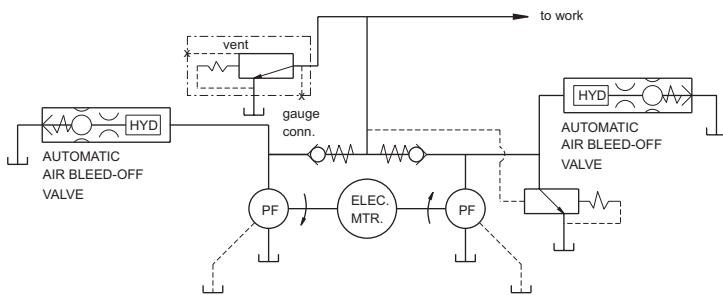 to work
vent
x
x
gauge
conn.
HYD
AUTOMATIC
AIR BLEED-OFF
VALVE
HYD
AUTOMATIC
AIR BLEED-OFF
VALVE
PF
ELEC.
MTR.
PF